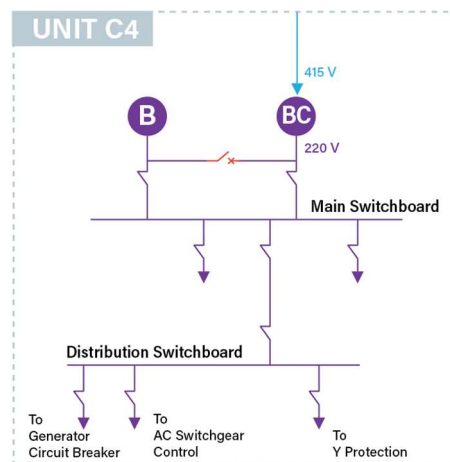 UNIT C4
415 V
B
BC
220 V
Main Switchboard
Distribution Switchboard
To
Generator
Circuit Breaker
To
AC Switchgear
Control
To
Y Protection